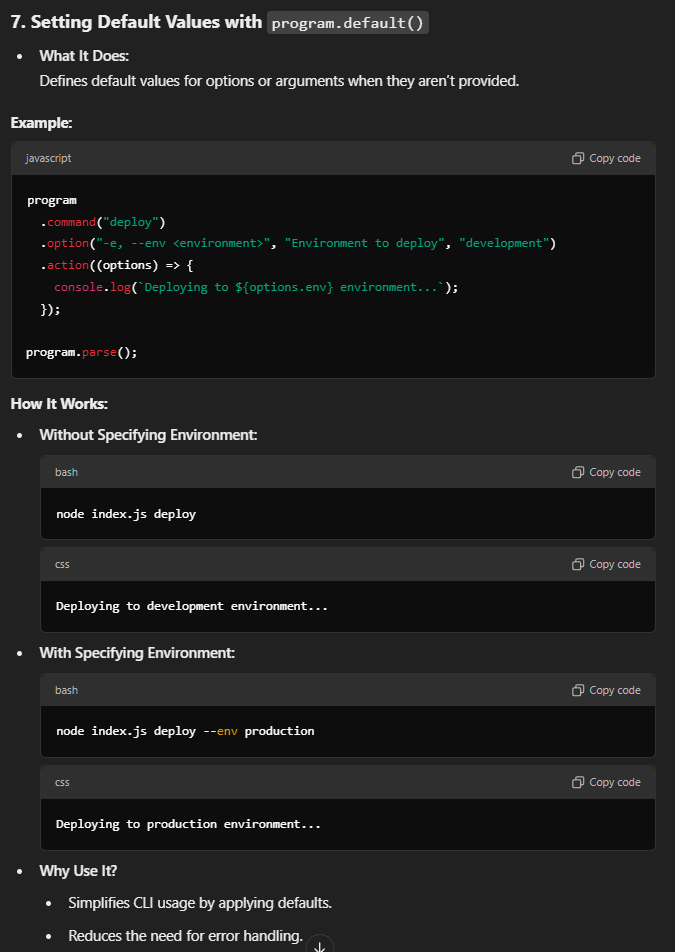 7. Setting Default Values with program.default()
• What It Does:
Defines default values for options or arguments when they aren't provided.
Example:
javascript Copy code
program
  .command("deploy")
  .option("-e, --env <environment>", "Environment to deploy", "development")
  .action((options) => {
    console.log(`Deploying to ${options.env} environment...`);
  });
program.parse();
How It Works:
• Without Specifying Environment:
bash Copy code
node index.js deploy
css Copy code
Deploying to development environment...
• With Specifying Environment:
bash Copy code
node index.js deploy --env production
css Copy code
Deploying to production environment...
• Why Use It?
• Simplifies CLI usage by applying defaults.
• Reduces the need for error handling.